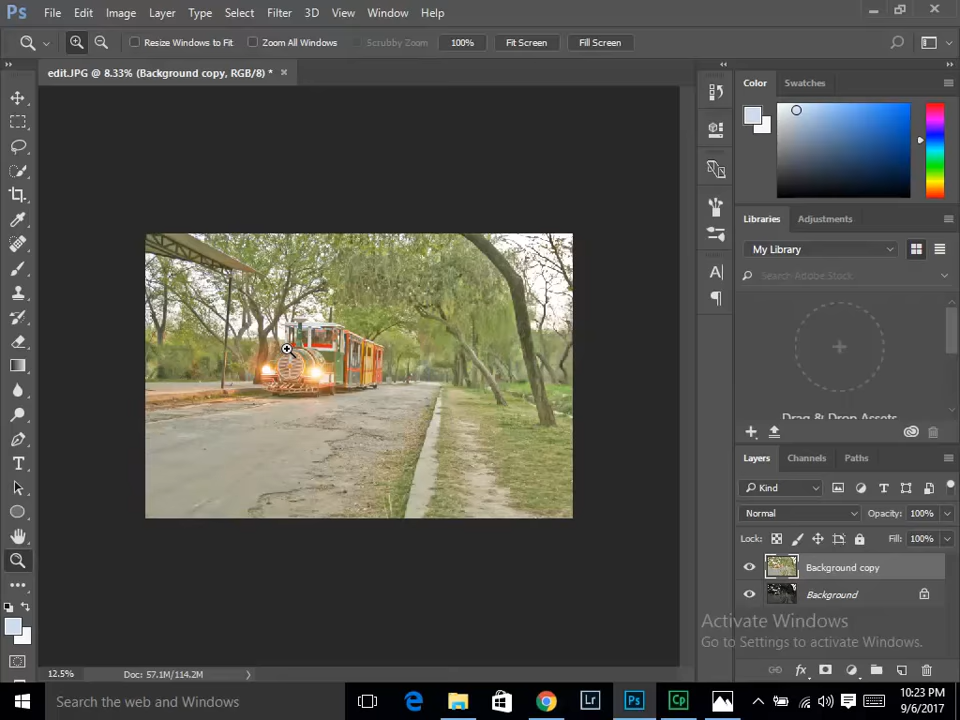 Ps File Edit Image Layer Type Select Filter 3D View Window Help
Resize Windows to Fit Zoom All Windows Scrubby Zoom 100% Fit Screen Fill Screen
edit.JPG @ 8.33% (Background copy, RGB/8) *
Color Swatches
Libraries Adjustments
My Library
Search Adobe Stock
Drag & Drop Assets
Layers Channels Paths
Kind
Normal Opacity: 100%
Lock: Fill: 100%
Background copy
Background
Activate Windows
Go to Settings to activate Windows.
12.5% Doc: 57.1M/114.2M
Search the web and Windows
Lr Ps Cp
10:23 PM
9/6/2017